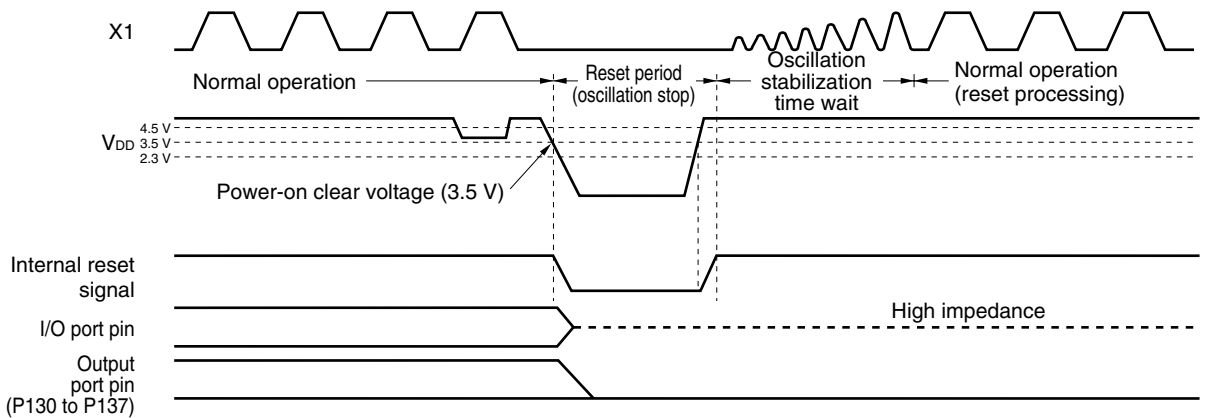 X1
Normal operation
Reset period
(oscillation stop)
Oscillation
stabilization
time wait
Normal operation
(reset processing)
VDD
4.5 V
3.5 V
2.3 V
Power-on clear voltage (3.5 V)
Internal reset
signal
I/O port pin
High impedance
Output
port pin
(P130 to P137)